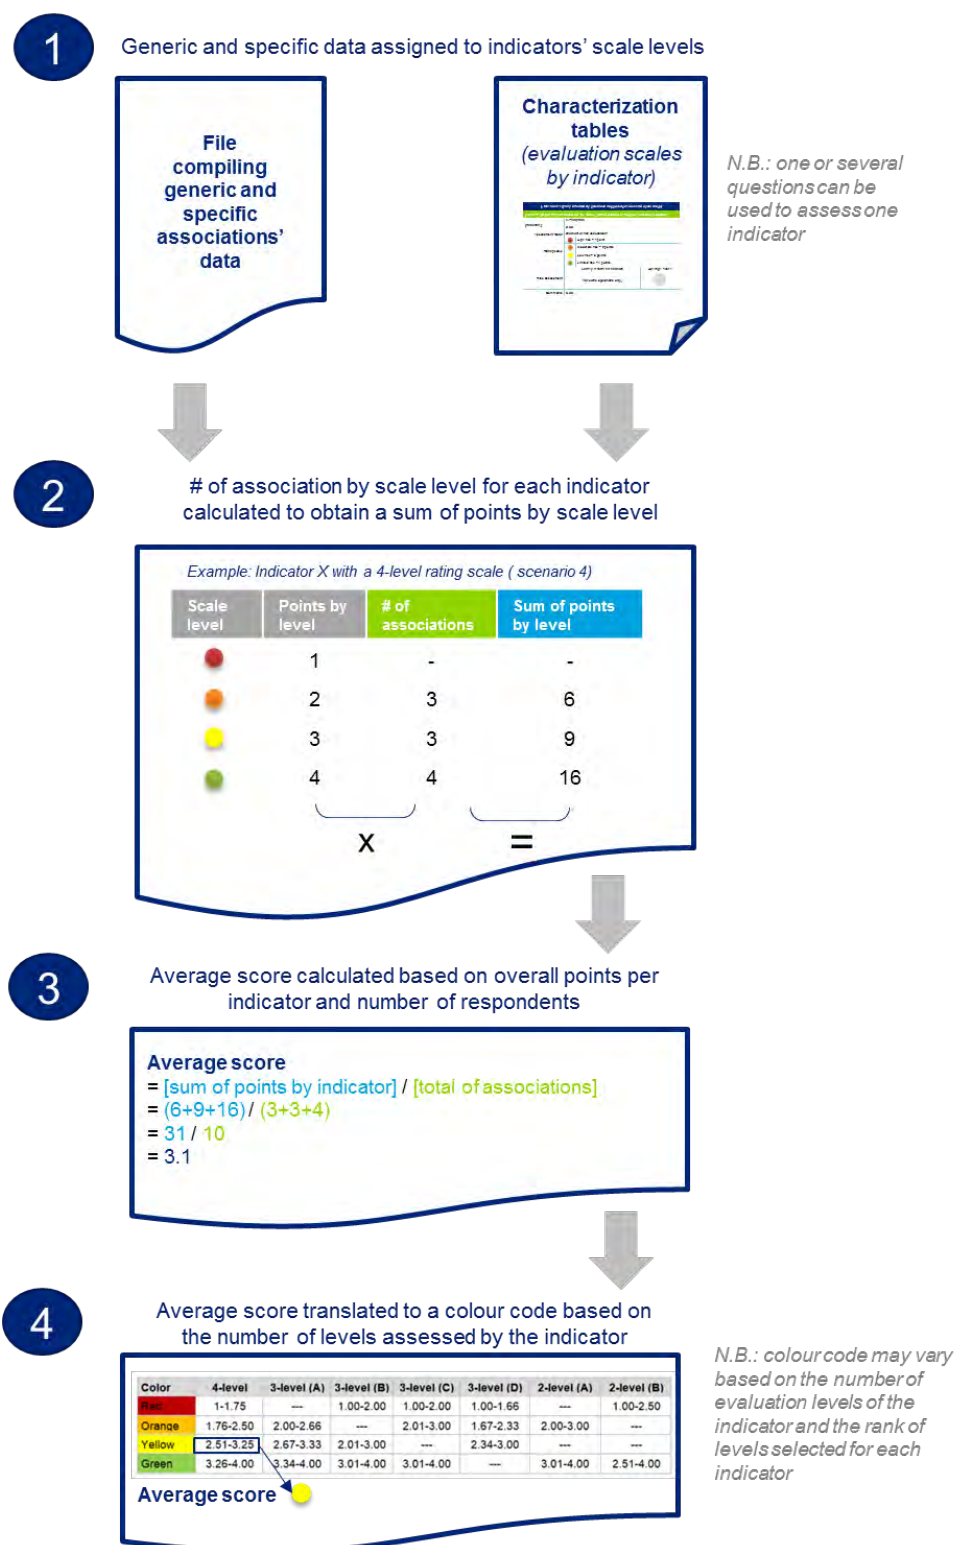 1
Generic and specific data assigned to indicators' scale levels
File
compiling
generic and
specific
associations'
data
Characterization
tables
(evaluation scales
by indicator)
N.B.: one or several
questions can be
used to assess one
indicator
2
# of association by scale level for each indicator
calculated to obtain a sum of points by scale level
Example: Indicator X with a 4-level rating scale ( scenario 4)
Scale level Points by level # of associations Sum of points by level
1 - -
2 3 6
3 3 9
4 4 16
x =
3
Average score calculated based on overall points per
indicator and number of respondents
Average score
= [sum of points by indicator] / [total of associations]
= (6+9+16) / (3+3+4)
= 31 / 10
= 3.1
4
Average score translated to a colour code based on
the number of levels assessed by the indicator
Color 4-level 3-level (A) 3-level (B) 3-level (C) 3-level (D) 2-level (A) 2-level (B)
Red 1-1.75 --- 1.00-2.00 1.00-2.00 1.00-1.66 --- 1.00-2.50
Orange 1.76-2.50 2.00-2.66 --- 2.01-3.00 1.67-2.33 2.00-3.00 ---
Yellow 2.51-3.25 2.67-3.33 2.01-3.00 --- 2.34-3.00 --- ---
Green 3.26-4.00 3.34-4.00 3.01-4.00 3.01-4.00 --- 3.01-4.00 2.51-4.00
Average score
N.B.: colour code may vary
based on the number of
evaluation levels of the
indicator and the rank of
levels selected for each
indicator